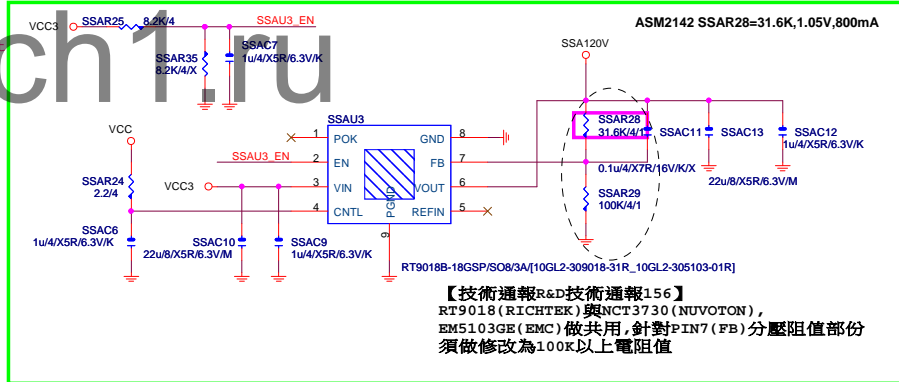 ch1.ru
VCC3
SSAR25
8.2K/4
SSAU3_EN
ASM2142 SSAR28=31.6K,1.05V,800mA
SSAR35
8.2K/4/X
SSAC7
1u/4/X5R/6.3V/K
SSA120V
SSAU3
VCC
1
POK
GND
8
SSAU3_EN
2
EN
FB
7
VCC3
3
VIN
VOUT
6
4
CNTL
REFIN
5
PGND
9
SSAR24
2.2/4
SSAC6
1u/4/X5R/6.3V/K
SSAC10
22u/8/X5R/6.3V/M
SSAC9
1u/4/X5R/6.3V/K
SSAR28
31.6K/4/1
SSAC11
0.1u/4/X7R/16V/K/X
SSAC13
22u/8/X5R/6.3V/M
SSAC12
1u/4/X5R/6.3V/K
SSAR29
100K/4/1
RT9018B-18GSP/SO8/3A/[10GL2-309018-31R_10GL2-305103-01R]
【技術通報R&D技術通報156】
RT9018(RICHTEK)與NCT3730(NUVOTON),
EM5103GE(EMC)做共用,針對PIN7(FB)分壓阻值部份
須做修改為100K以上電阻值